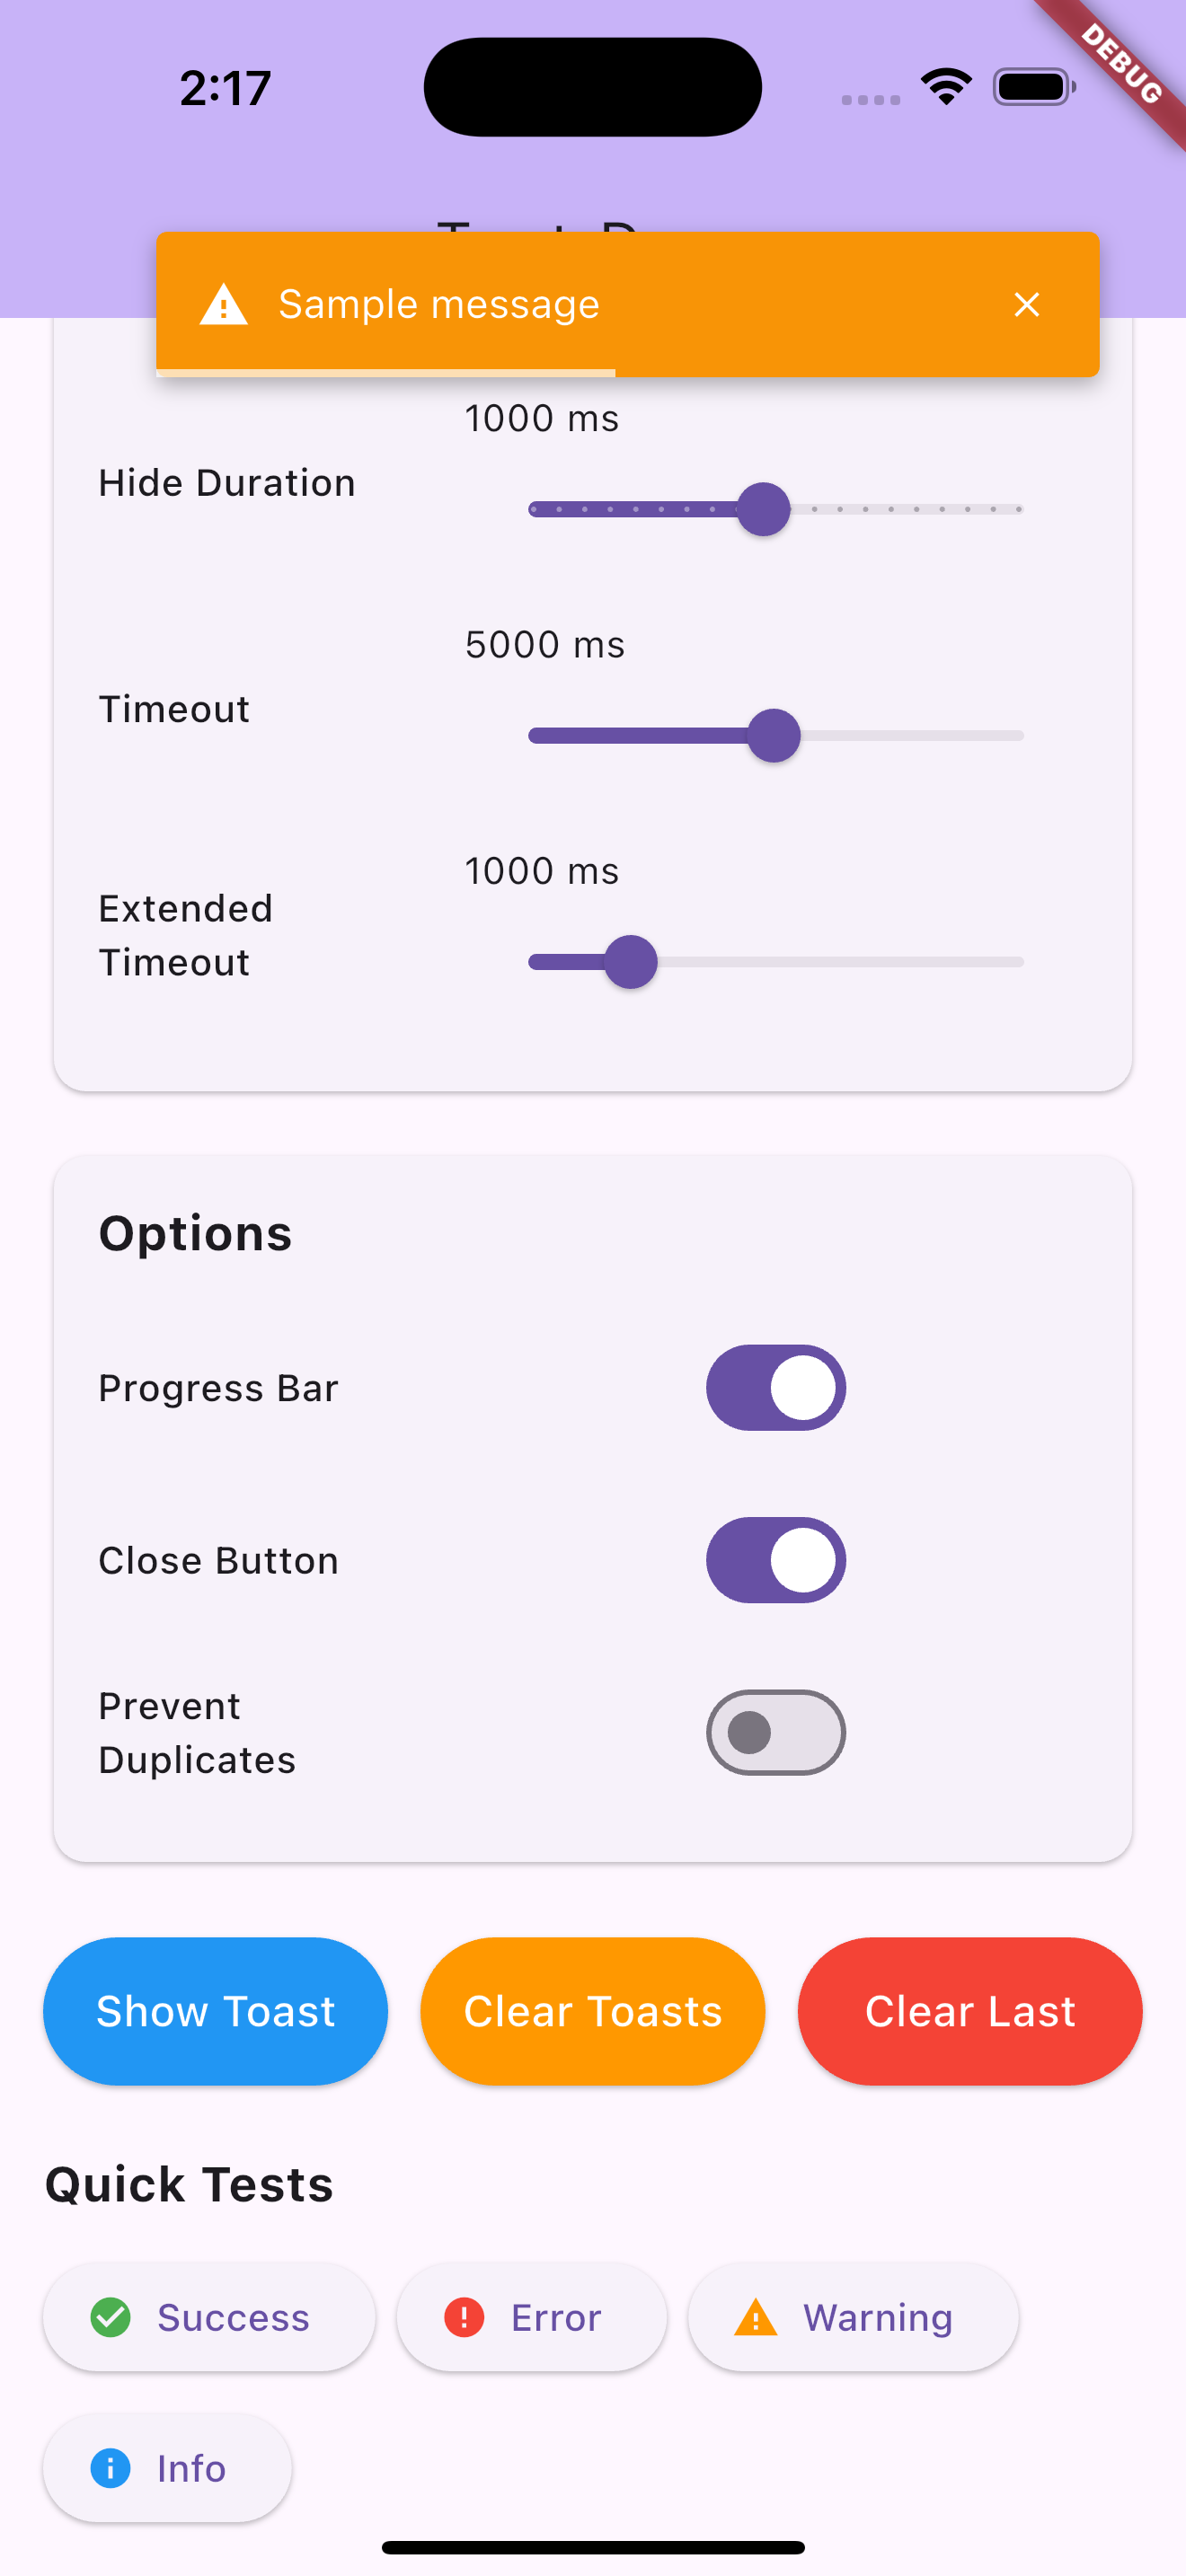 2:17
DEBUG
Sample message
1000 ms
Hide Duration
5000 ms
Timeout
1000 ms
Extended
Timeout
Options
Progress Bar
Close Button
Prevent
Duplicates
Show Toast
Clear Toasts
Clear Last
Quick Tests
Success
Error
Warning
Info